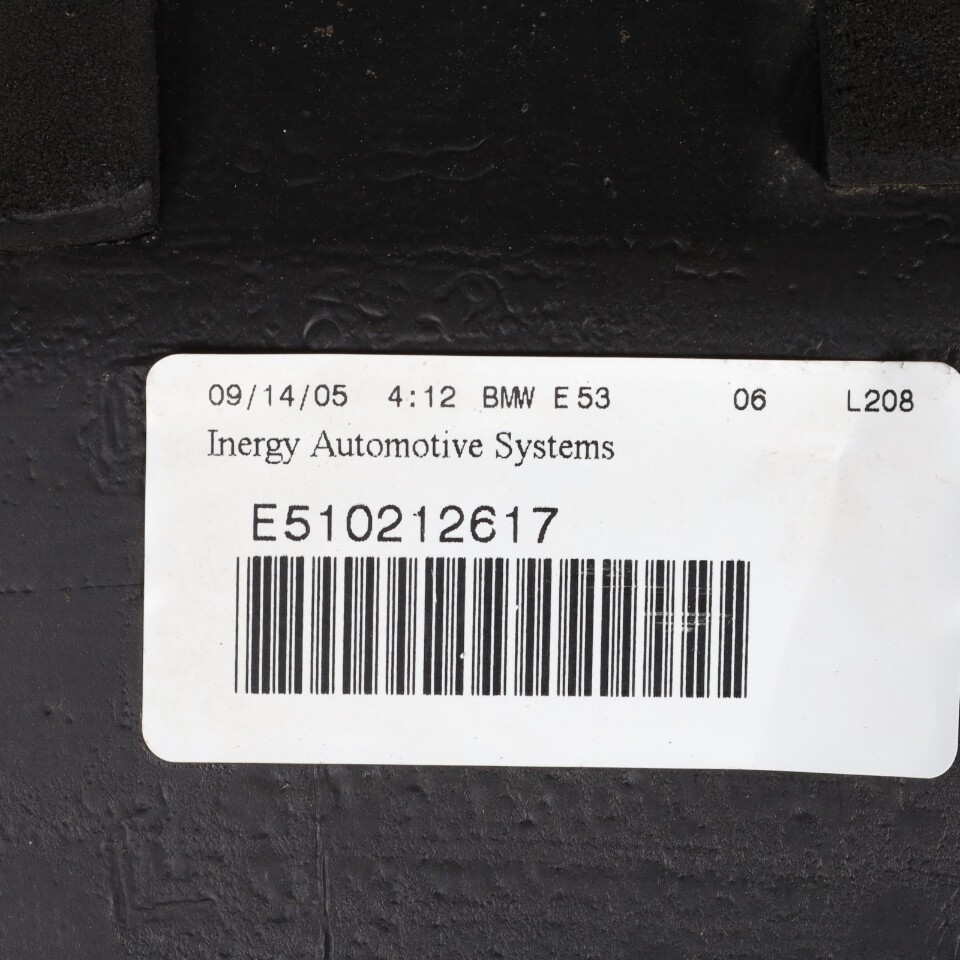 09/14/05 4:12 BMW E53 06 L208
Inergy Automotive Systems
E510212617